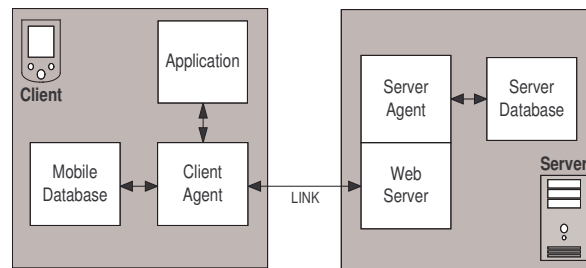 Client
Application
Mobile
Database
Client
Agent
LINK
Server
Agent
Server
Database
Web
Server
Server